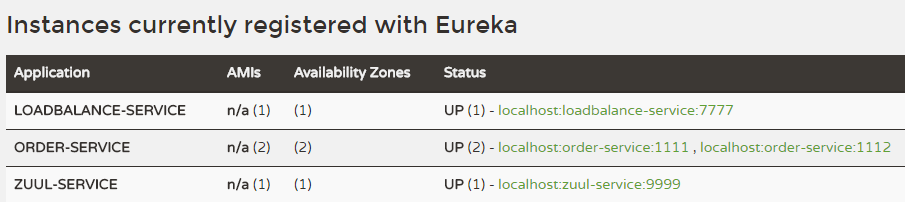 Instances currently registered with Eureka
Application AMIs Availability Zones Status
LOADBALANCE-SERVICE n/a (1) (1) UP (1) - localhost:loadbalance-service:7777
ORDER-SERVICE n/a (2) (2) UP (2) - localhost:order-service:1111 , localhost:order-service:1112
ZUUL-SERVICE n/a (1) (1) UP (1) - localhost:zuul-service:9999